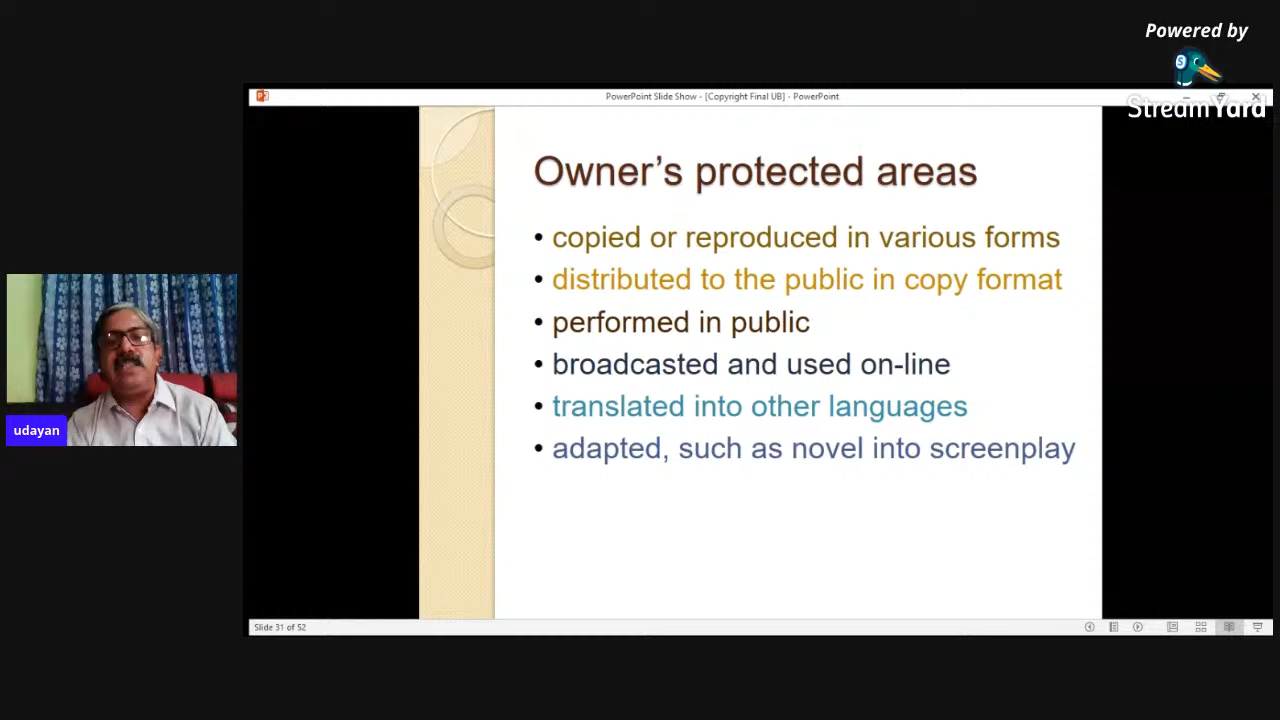 Powered by
StreamYard
PowerPoint Slide Show - [Copyright Final UB] - PowerPoint
Owner's protected areas
• copied or reproduced in various forms
• distributed to the public in copy format
• performed in public
• broadcasted and used on-line
• translated into other languages
• adapted, such as novel into screenplay
udayan
Slide 31 of 52